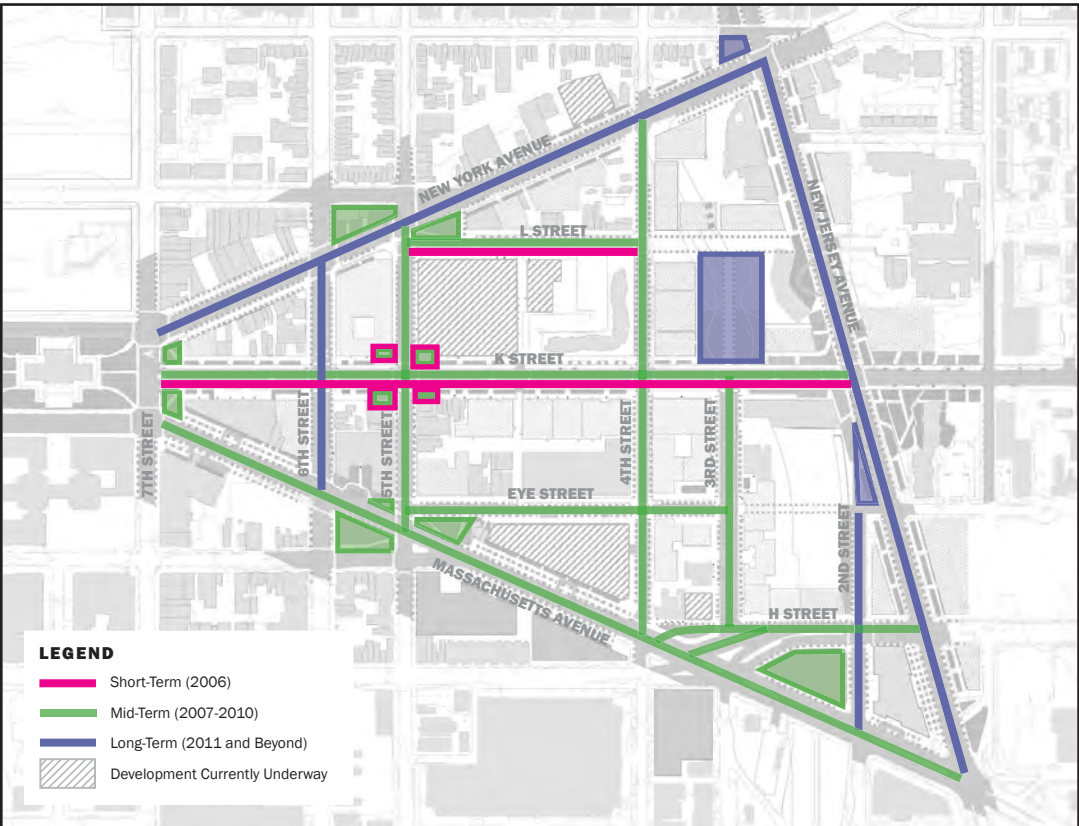 NEW YORK AVENUE
NEW JERSEY AVENUE
L STREET
K STREET
7TH STREET
6TH STREET
5TH STREET
4TH STREET
3RD STREET
EYE STREET
2ND STREET
MASSACHUSETTS AVENUE
H STREET
LEGEND
Short-Term (2006)
Mid-Term (2007-2010)
Long-Term (2011 and Beyond)
Development Currently Underway